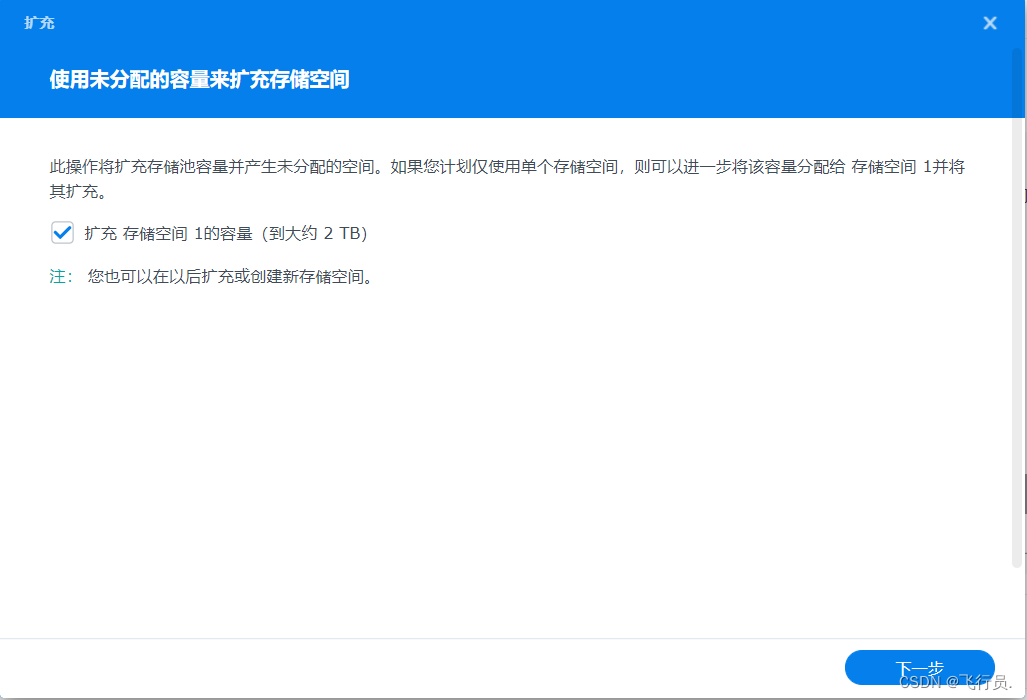 扩充
使用未分配的容量来扩充存储空间
此操作将扩充存储池容量并产生未分配的空间。如果您计划仅使用单个存储空间，则可以进一步将该容量分配给 存储空间 1并将
其扩充。
扩充 存储空间 1的容量（到大约 2 TB）
注： 您也可以在以后扩充或创建新存储空间。
下一步
CSDN @飞行员.